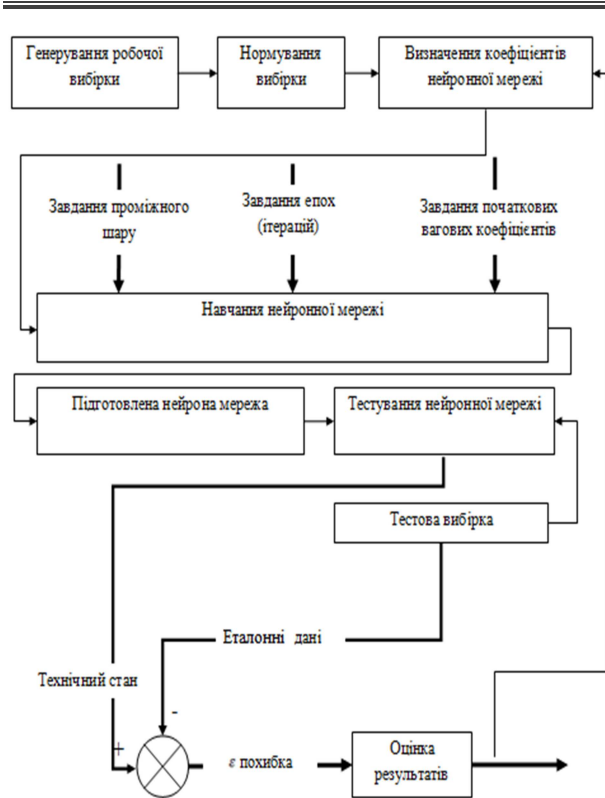 Генерування робочої
вибірки
Нормування
вибірки
Визначення коефіцієнтів
нейронної мережі
Завдання проміжного
шару
Завдання епох
(ітерацій)
Завдання початкових
вагових коефіцієнтів
Навчання нейронної мережі
Підготовлена нейрона мережа
Тестування нейронної мережі
Тестова вибірка
Еталонні дані
Технічний стан
-
+
ε похибка
Оцінка
результатів